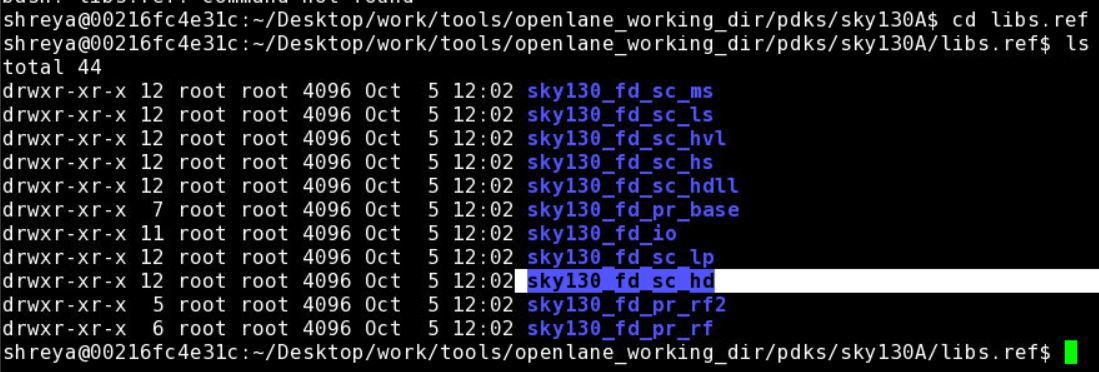 shreya@00216fc4e31c:~/Desktop/work/tools/openlane_working_dir/pdks/sky130A$ cd libs.ref
shreya@00216fc4e31c:~/Desktop/work/tools/openlane_working_dir/pdks/sky130A/libs.ref$ ls
total 44
drwxr-xr-x 12 root root 4096 Oct  5 12:02 sky130_fd_sc_ms
drwxr-xr-x 12 root root 4096 Oct  5 12:02 sky130_fd_sc_ls
drwxr-xr-x 12 root root 4096 Oct  5 12:02 sky130_fd_sc_hvl
drwxr-xr-x 12 root root 4096 Oct  5 12:02 sky130_fd_sc_hs
drwxr-xr-x 12 root root 4096 Oct  5 12:02 sky130_fd_sc_hdll
drwxr-xr-x  7 root root 4096 Oct  5 12:02 sky130_fd_pr_base
drwxr-xr-x 11 root root 4096 Oct  5 12:02 sky130_fd_io
drwxr-xr-x 12 root root 4096 Oct  5 12:02 sky130_fd_sc_lp
drwxr-xr-x 12 root root 4096 Oct  5 12:02 sky130_fd_sc_hd
drwxr-xr-x  5 root root 4096 Oct  5 12:02 sky130_fd_pr_rf2
drwxr-xr-x  6 root root 4096 Oct  5 12:02 sky130_fd_pr_rf
shreya@00216fc4e31c:~/Desktop/work/tools/openlane_working_dir/pdks/sky130A/libs.ref$